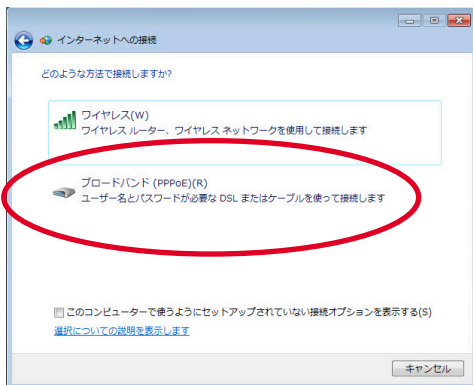 インターネットへの接続
どのような方法で接続しますか?
ワイヤレス(W)
ワイヤレス ルーター、ワイヤレス ネットワークを使用して接続します
ブロードバンド (PPPoE)(R)
ユーザー名とパスワードが必要な DSL またはケーブルを使って接続します
このコンピューターで使うようにセットアップされていない接続オプションを表示する(S)
選択についての説明を表示します
キャンセル